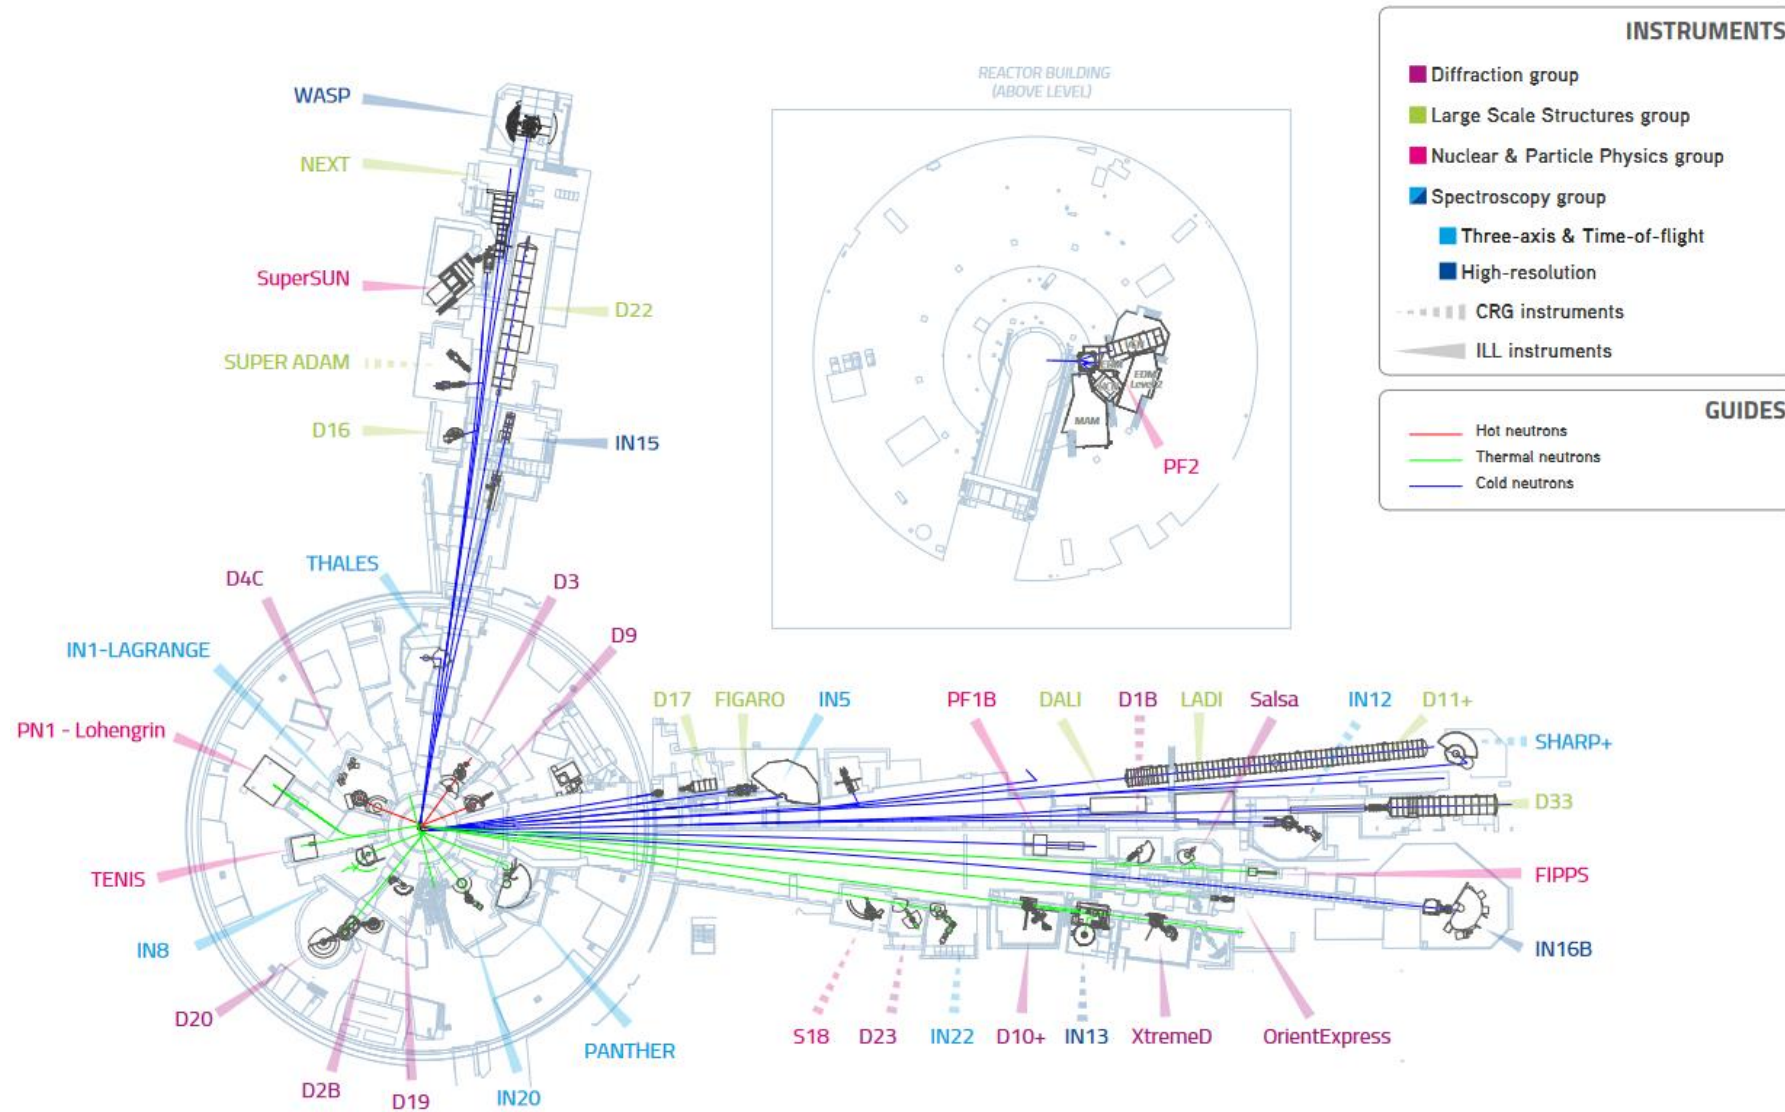 INSTRUMENTS
Diffraction group
Large Scale Structures group
Nuclear & Particle Physics group
Spectroscopy group
Three-axis & Time-of-flight
High-resolution
CRG instruments
ILL instruments
GUIDES
Hot neutrons
Thermal neutrons
Cold neutrons
REACTOR BUILDING
(ABOVE LEVEL)
EDM
Level 2
MAM
PF2
WASP
NEXT
SuperSUN
D22
SUPER ADAM
D16
IN15
THALES
D4C
D3
D9
IN1-LAGRANGE
PN1 - Lohengrin
TENIS
IN8
D20
D2B
D19
IN20
PANTHER
D17
FIGARO
IN5
PF1B
DALI
D1B
LADI
Salsa
IN12
D11+
SHARP+
D33
FIPPS
IN16B
S18
D23
IN22
D10+
IN13
XtremeD
OrientExpress